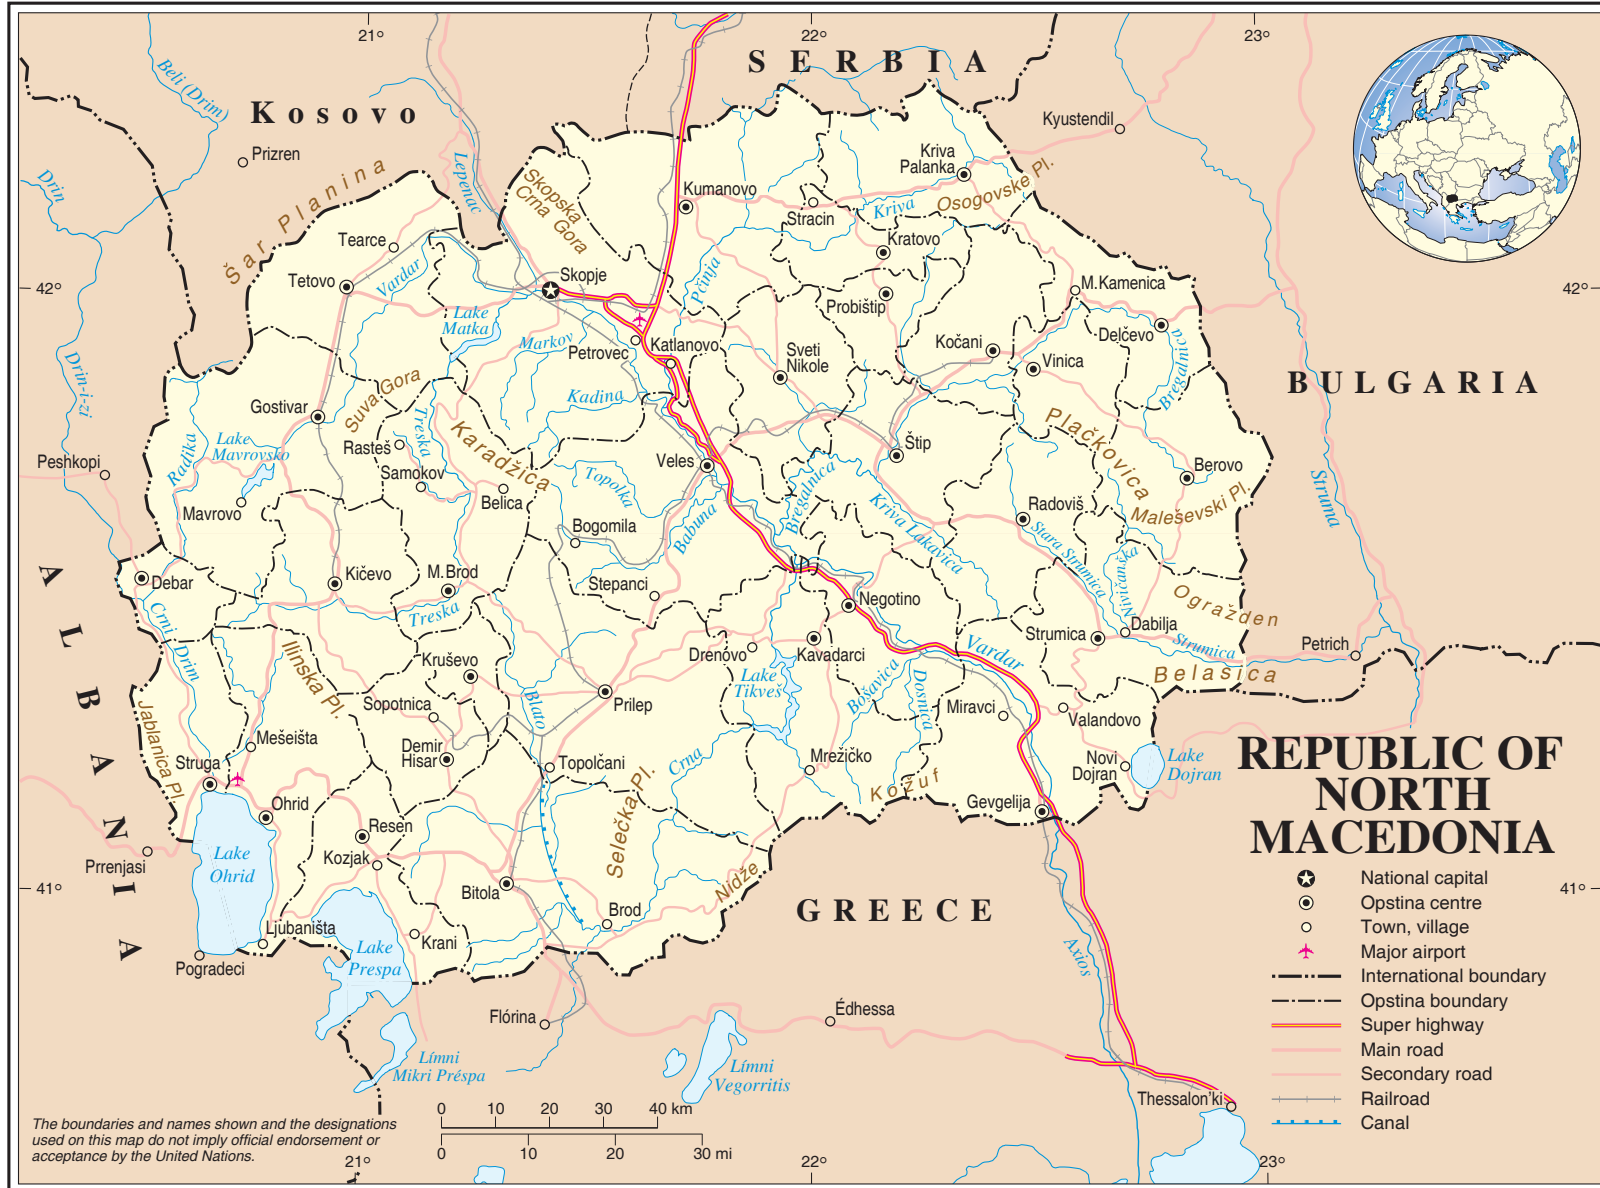 21°
22°
23°
SERBIA
Kosovo
Beli (Drim)
Prizren
Drin
Lepenac
Šar Planina
Skopska
Crna Gora
Kyustendil
Kriva
Palanka
Osogovske Pl.
Kumanovo
Stracin
Kriva
Kratovo
Tearce
Tetovo
Vardar
Skopje
Pčinja
42°
42°
Lake
Matka
Markov
Petrovec
Katlanovo
Probištip
M.Kamenica
Delčevo
Kočani
Vinica
Bregalnica
Sveti
Nikole
Drin-i-zi
BULGARIA
Gostivar
Suva Gora
Kadina
Treska
Karadžica
Rasteš
Samokov
Belica
Radika
Lake
Mavrovsko
Mavrovo
Peshkopi
Veles
Topolka
Babuna
Bregalnica
Štip
Kriva Lakavica
Plačkovica
Berovo
Maleševski Pl.
Radoviš
Stara Strumica
Nivičanška
Struma
Bogomila
Stepanci
ALBANIA
Debar
Kičevo
M.Brod
Treska
Crni Drim
Negotino
Ogražden
Dabilja
Strumica
Strumica
Petrich
Belasica
Ilinska Pl.
Kruševo
Drenovo
Kavadarci
Vardar
Lake
Tikveš
Bošavica
Dosnica
Blato
Prilep
Sopotnica
Miravci
Valandovo
Jablanica Pl.
Mešeišta
Demir
Hisar
Topolčani
Crna
Mrežičko
Novi
Dojran
Lake
Dojran
Struga
Ohrid
Selečka Pl.
Kožuf
Gevgelija
REPUBLIC OF
NORTH
MACEDONIA
Resen
Kozjak
Prrenjasi
Lake
Ohrid
41°
41°
Bitola
Nidže
GREECE
Brod
Ljubaništa
Krani
Lake
Prespa
Pogradeci
Axios
Flórina
Édhessa
Límni
Mikri Préspa
Límni
Vegorritis
Thessalon'ki
National capital
Opstina centre
Town, village
Major airport
International boundary
Opstina boundary
Super highway
Main road
Secondary road
Railroad
Canal
The boundaries and names shown and the designations
used on this map do not imply official endorsement or
acceptance by the United Nations.
0 10 20 30 40 km
0 10 20 30 mi
21°
22°
23°